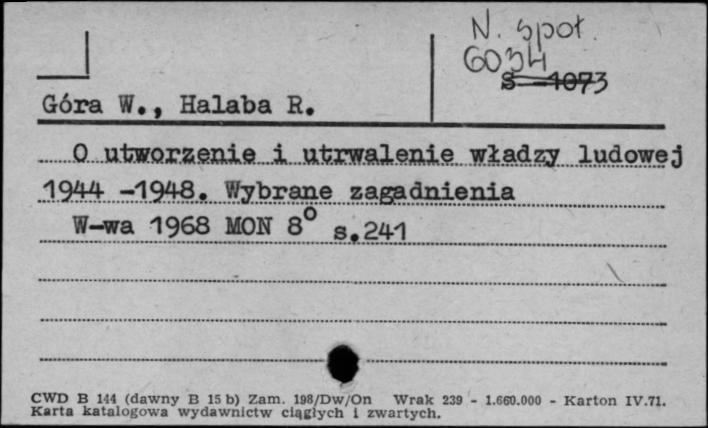 N. społ.
6034
S -1073
Góra W., Halaba R.
O utworzenie i utrwalenie władzy ludowej
1944 -1948. Wybrane zagadnienia
W-wa 1968 MON 8° s.241
CWD B 144 (dawny B 15 b) Zam. 198/Dw/On Wrak 239 - 1.660.000 - Karton IV.71.
Karta katalogowa wydawnictw ciągłych i zwartych.